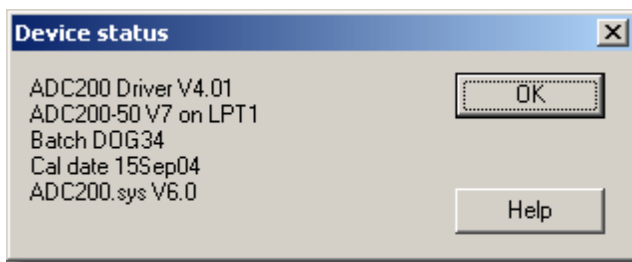 Device status
ADC200 Driver V4.01
ADC200-50 V7 on LPT1
Batch DOG34
Cal date 15Sep04
ADC200.sys V6.0
OK
Help